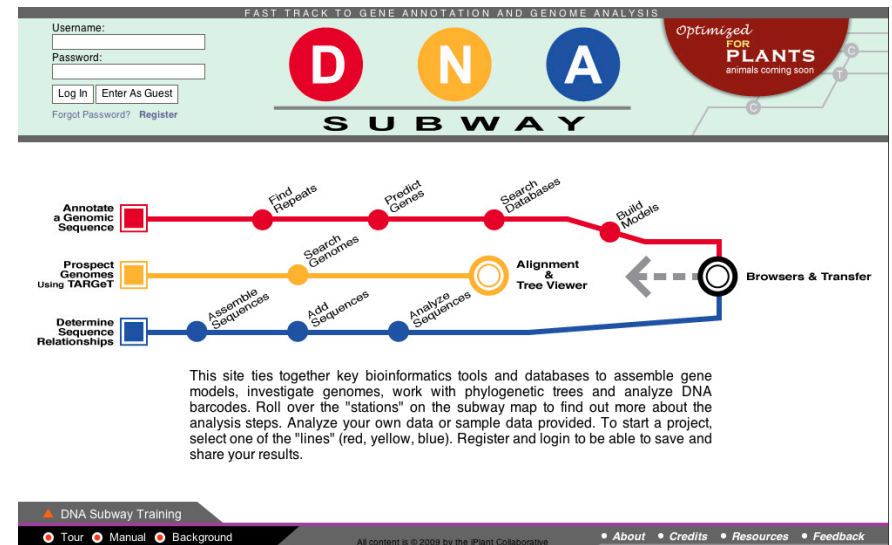 FAST TRACK TO GENE ANNOTATION AND GENOME ANALYSIS
Username:
Password:
Log In
Enter As Guest
Forgot Password? Register
D N A
SUBWAY
Optimized
FOR
PLANTS
animals coming soon
C
T
C
C
Annotate
a Genomic
Sequence
Find
Repeats
Predict
Genes
Search
Databases
Build
Models
Prospect
Genomes
Using TARGeT
Search
Genomes
Alignment
&
Tree Viewer
Browsers & Transfer
Determine
Sequence
Relationships
Assemble
Sequences
Add
Sequences
Analyze
Sequences
This site ties together key bioinformatics tools and databases to assemble gene
models, investigate genomes, work with phylogenetic trees and analyze DNA
barcodes. Roll over the "stations" on the subway map to find out more about the
analysis steps. Analyze your own data or sample data provided. To start a project,
select one of the "lines" (red, yellow, blue). Register and login to be able to save and
share your results.
DNA Subway Training
Tour Manual Background
All content is © 2009 by the iPlant Collaborative
• About • Credits • Resources • Feedback